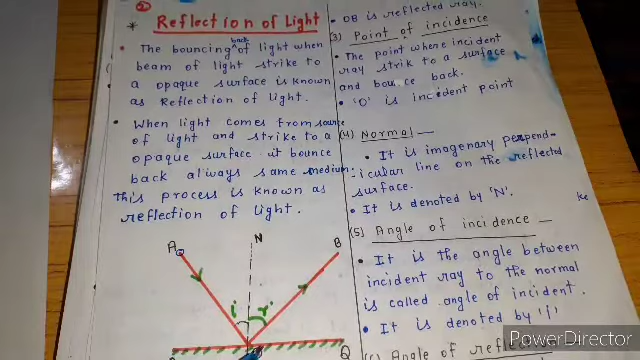 * Reflection of Light
• The bouncing back of light when
beam of light strike to
a opaque surface is known
as Reflection of light.
• When light comes from source
of light and strike to a
opaque surface it bounce
back always same medium.
This process is known as
reflection of light.
A
N
B
i
r
Q
• OB is reflected ray.
(3) Point of incidence
• The point where incident
ray strik to a surface
and bounce back.
• 'O' is incident point
(4) Normal —
• It is imagenary perpend-
icular line on the reflected
surface.
• It is denoted by 'N'.
(5) Angle of incidence —
• It is the angle between
incident ray to the normal
is called angle of incident.
• It is denoted by 'i'
Angle of reflection
PowerDirector